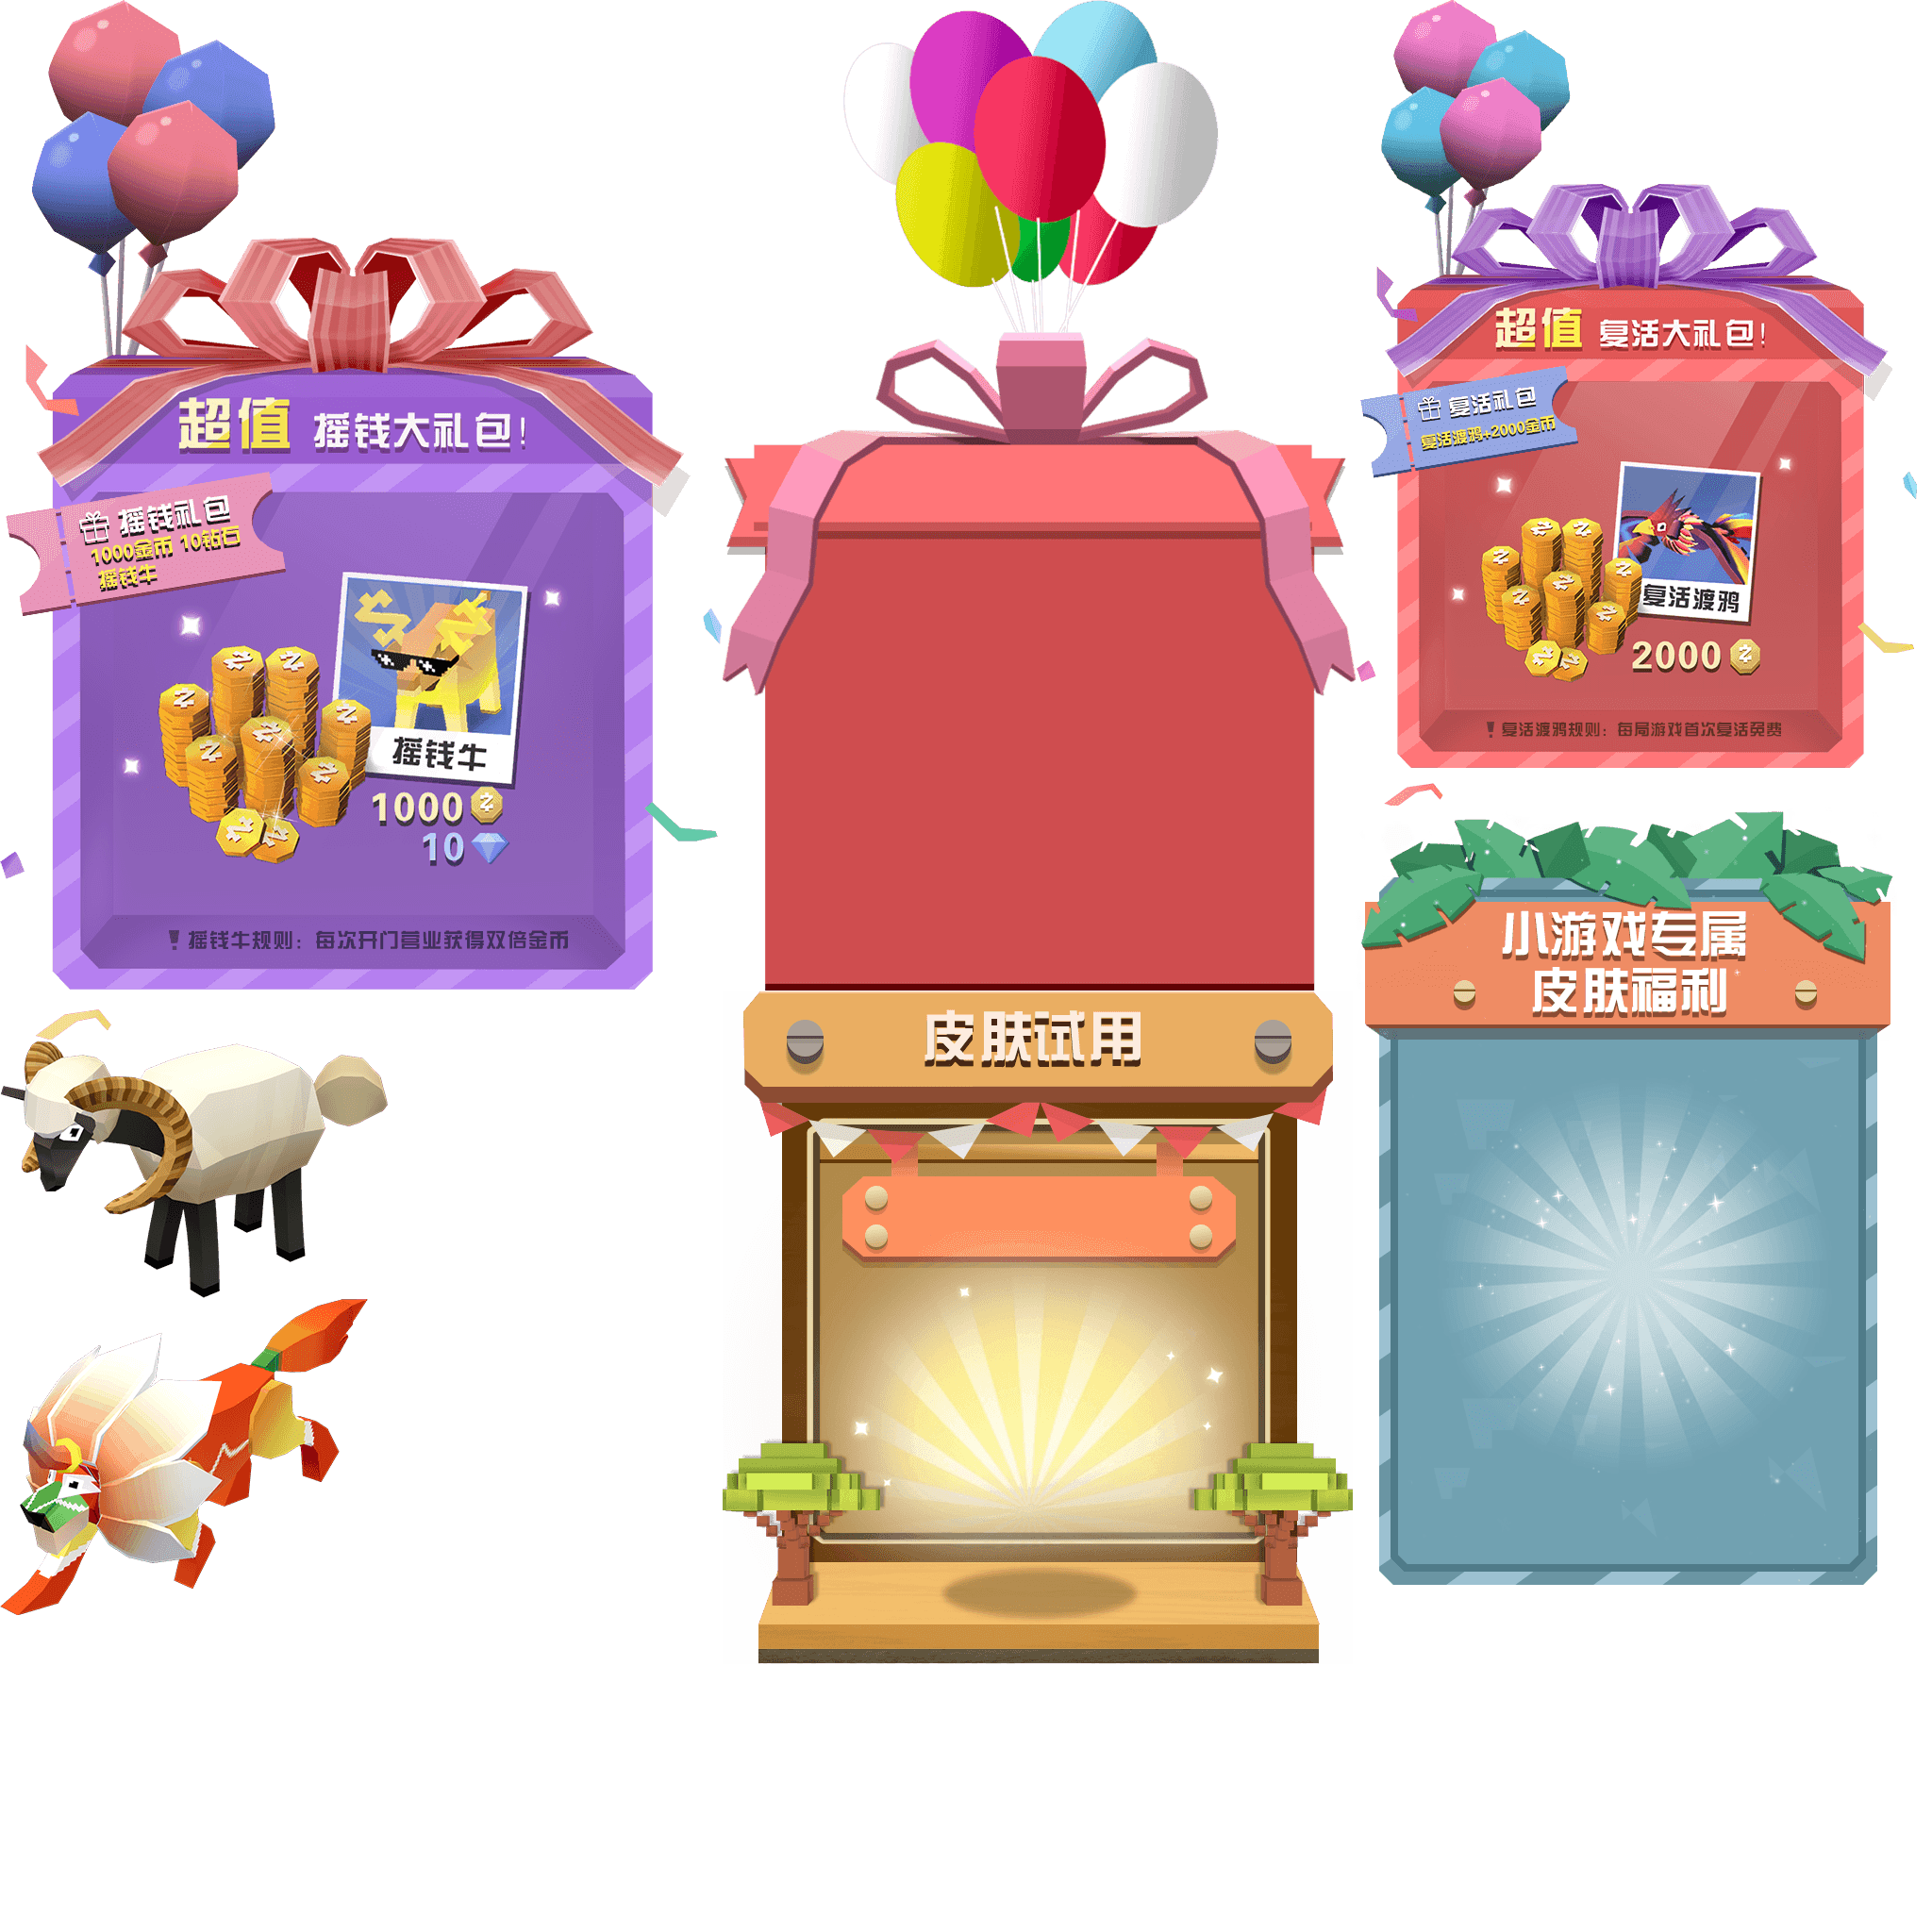 超值 摇钱大礼包!
摇钱礼包
1000金币 10钻石
摇钱牛
摇钱牛
1000
10
! 摇钱牛规则：每次开门营业获得双倍金币
皮肤试用
超值 复活大礼包!
复活礼包
复活渡鸦+2000金币
复活渡鸦
2000
! 复活渡鸦规则：每局游戏首次复活免费
小游戏专属
皮肤福利